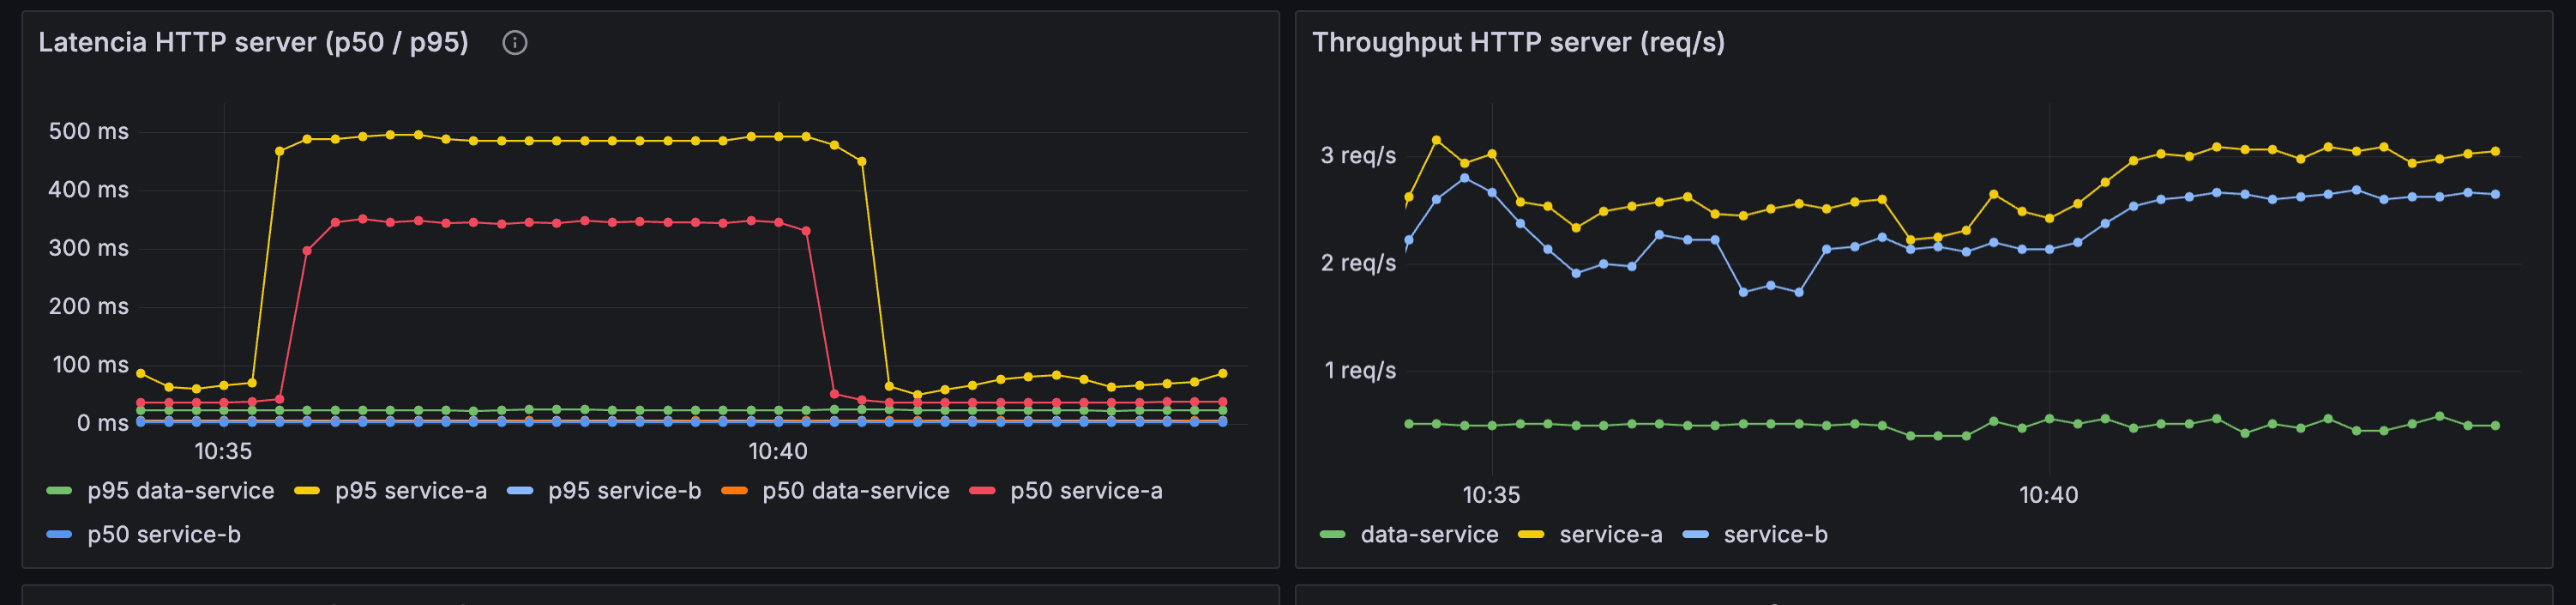 Latencia HTTP server (p50 / p95)
500 ms
400 ms
300 ms
200 ms
100 ms
0 ms
10:35 10:40
p95 data-service p95 service-a p95 service-b p50 data-service p50 service-a
p50 service-b
Throughput HTTP server (req/s)
3 req/s
2 req/s
1 req/s
10:35 10:40
data-service service-a service-b